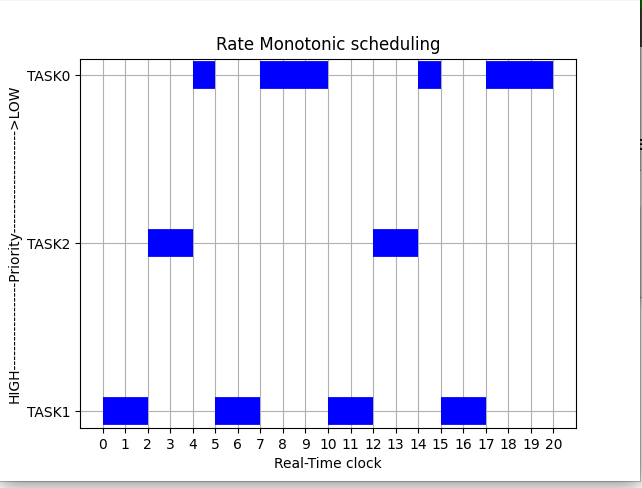 Rate Monotonic scheduling
TASK0
TASK2
TASK1
HIGH------------Priority--------------------->LOW
0 1 2 3 4 5 6 7 8 9 10 11 12 13 14 15 16 17 18 19 20
Real-Time clock